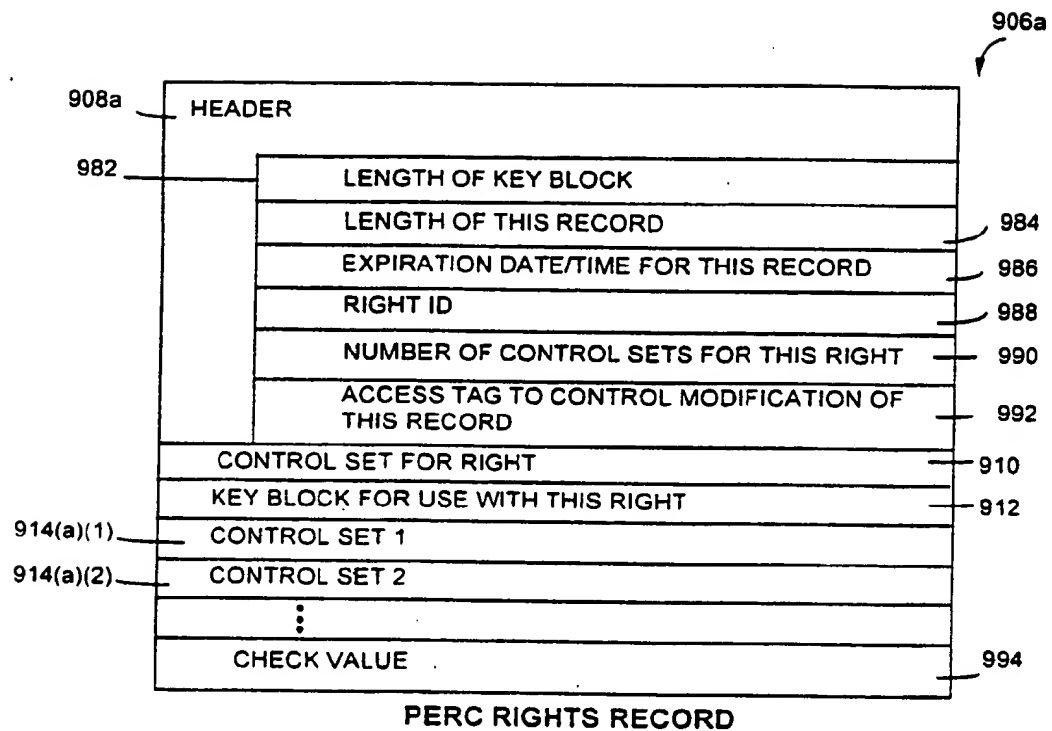 906a
908a HEADER
982
LENGTH OF KEY BLOCK
LENGTH OF THIS RECORD 984
EXPIRATION DATE/TIME FOR THIS RECORD 986
RIGHT ID 988
NUMBER OF CONTROL SETS FOR THIS RIGHT 990
ACCESS TAG TO CONTROL MODIFICATION OF
THIS RECORD 992
CONTROL SET FOR RIGHT 910
KEY BLOCK FOR USE WITH THIS RIGHT 912
914(a)(1) CONTROL SET 1
914(a)(2) CONTROL SET 2
CHECK VALUE 994
PERC RIGHTS RECORD